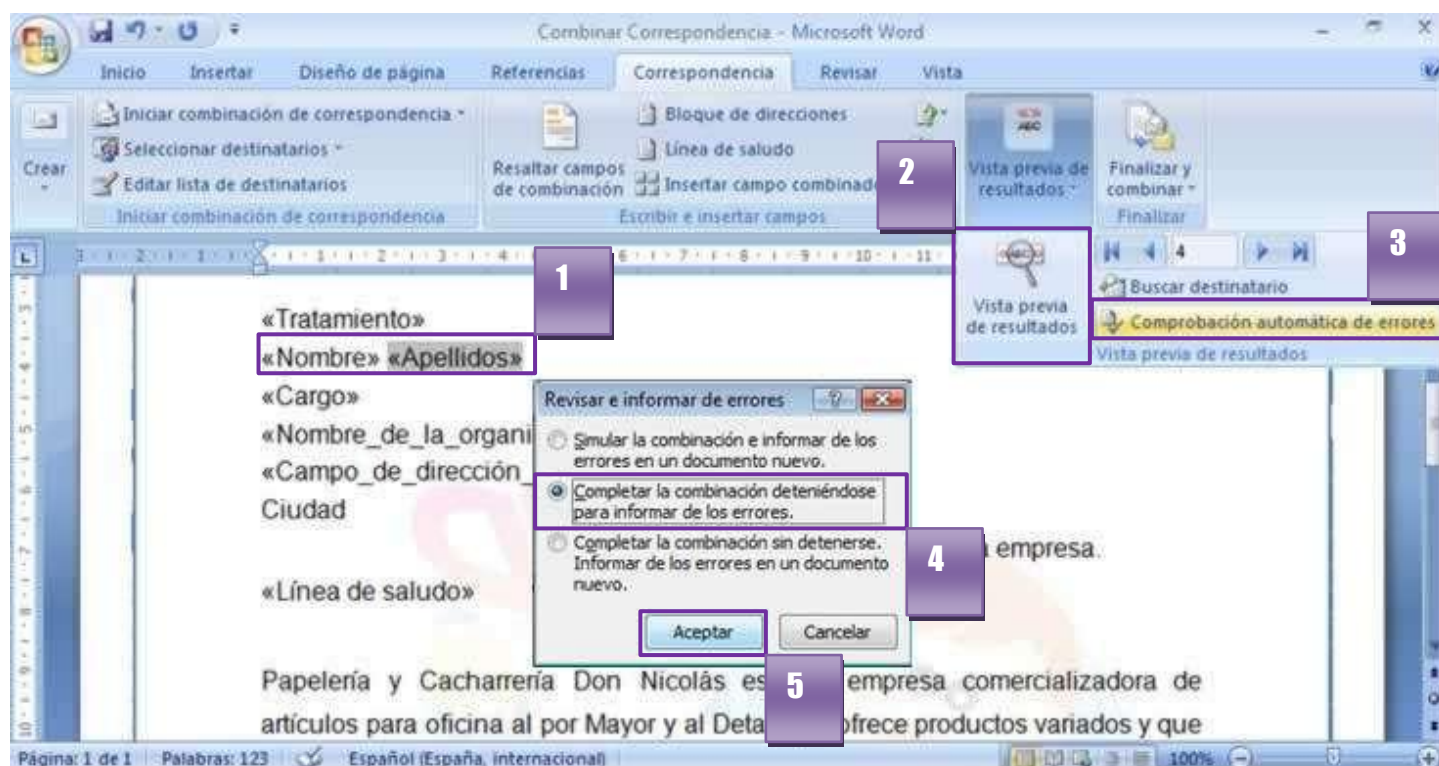 Combinar Correspondencia - Microsoft Word
Inicio Insertar Diseño de página Referencias Correspondencia Revisar Vista
Crear
Iniciar combinación de correspondencia
Seleccionar destinatarios
Editar lista de destinatarios
Iniciar combinación de correspondencia
Resaltar campos
de combinación
Bloque de direcciones
Línea de saludo
Insertar campo combinad
Escribir e insertar campos
2
ABC
Vista previa de
resultados
Finalizar y
combinar
Finalizar
Vista previa
de resultados
4
3
Buscar destinatario
Comprobación automática de errores
Vista previa de resultados
1
«Tratamiento»
«Nombre» «Apellidos»
«Cargo»
«Nombre_de_la_organi
«Campo_de_dirección_
Ciudad
empresa.
«Línea de saludo»
Revisar e informar de errores
Simular la combinación e informar de los
errores en un documento nuevo.
Completar la combinación deteniéndose
para informar de los errores.
Completar la combinación sin detenerse.
Informar de los errores en un documento
nuevo.
4
Aceptar Cancelar
5
Papelería y Cacharrería Don Nicolás es empresa comercializadora de
artículos para oficina al por Mayor y al Deta ofrece productos variados y que
Página: 1 de 1 Palabras: 123 Español (España, internacional) 100%